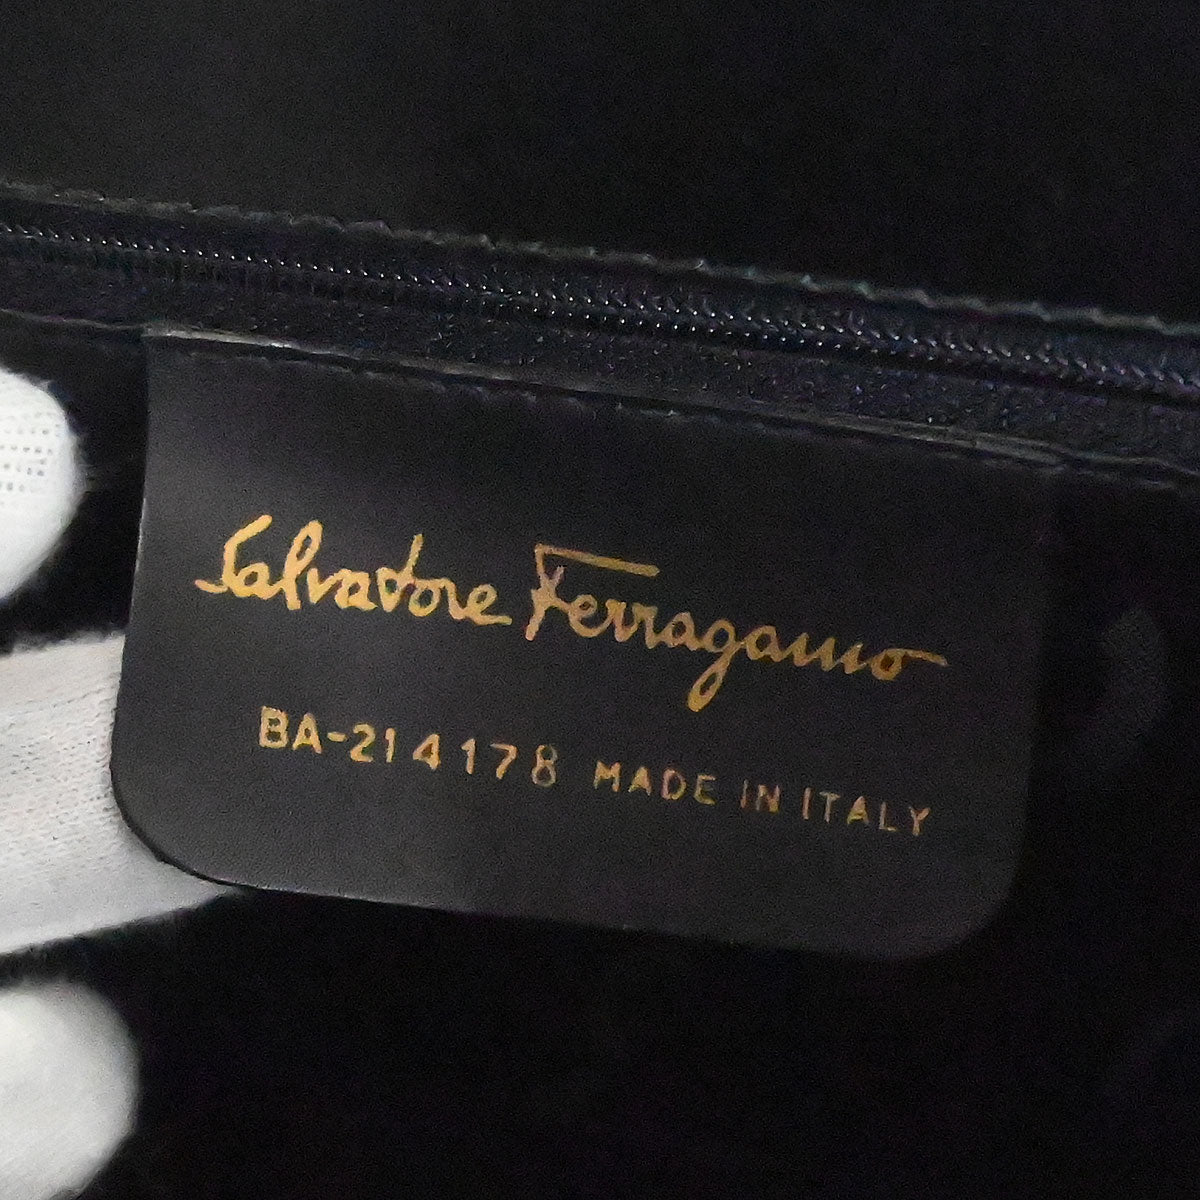 Salvatore Ferragamo
BA-214178 MADE IN ITALY